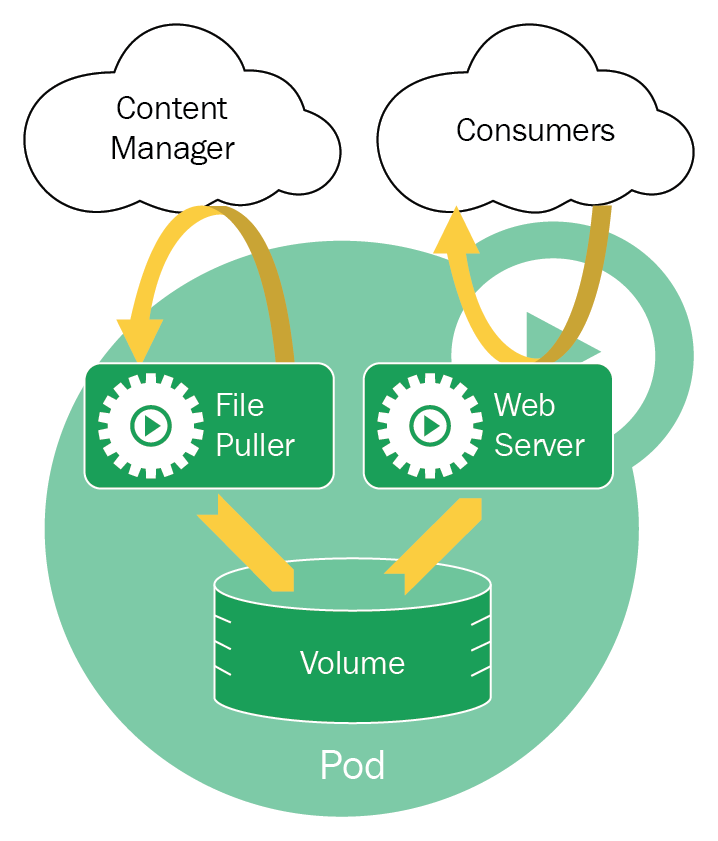 Content
Manager
Consumers
File
Puller
Web
Server
Volume
Pod